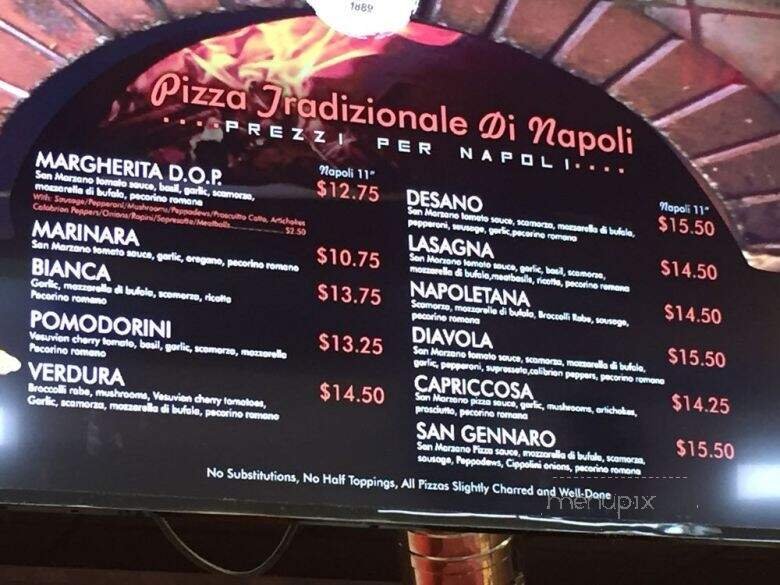 1889
Pizza Tradizionale Di Napoli
PREZZI PER NAPOLI
Napoli 11"
MARGHERITA D.O.P. $12.75
San Marzano tomato sauce, basil, garlic, scamorza,
mozzarella di bufala, pecorino romano
With: Sausage/Pepperoni/Mushrooms/Peppadews/Proscuitto Cotto, Artichokes
Calabrian Peppers/Onions/Rapini/Sopresatta/Meatballs $2.50
MARINARA $10.75
San Marzano tomato sauce, garlic, oregano, pecorino romano
BIANCA $13.75
Garlic, mozzarella di bufala, scamorza, ricotta
Pecorino romano
POMODORINI $13.25
Vesuvien cherry tomato, basil, garlic, scamorza, mozzarella
Pecorino romano
VERDURA $14.50
Broccolli rabe, mushrooms, Vesuvien cherry tomatoes,
Garlic, scamorza, mozzarella di bufala, pecorino romano
Napoli 11"
DESANO $15.50
San Marzano tomato sauce, scamorza, mozzarella di bufala,
pepperoni, sausage, garlic,pecorino romano
LASAGNA $14.50
San Marzano tomato sauce, garlic, basil, scamorza,
mozzarella di bufala,meatballs, ricotta, pecorino romano
NAPOLETANA $14.50
Scamorza, mozzarella di bufala, Broccolli Rabe, sausage,
pecorino romano
DIAVOLA $15.50
San Marzano tomato sauce, scamorza, mozzarella di bufala,
garlic, pepperoni, supressata,calibrian peppers, pecorino romano
CAPRICCOSA $14.25
San Marzano pizza sauce, garlic, mushrooms, artichokes,
prosciutto, pecorino romano
SAN GENNARO $15.50
San Marzano Pizza sauce, mozzarella di bufala, scamorza,
sausage, Peppadews, Cippolini onions, pecorino romano
No Substitutions, No Half Toppings, All Pizzas Slightly Charred and Well-Done
menupix